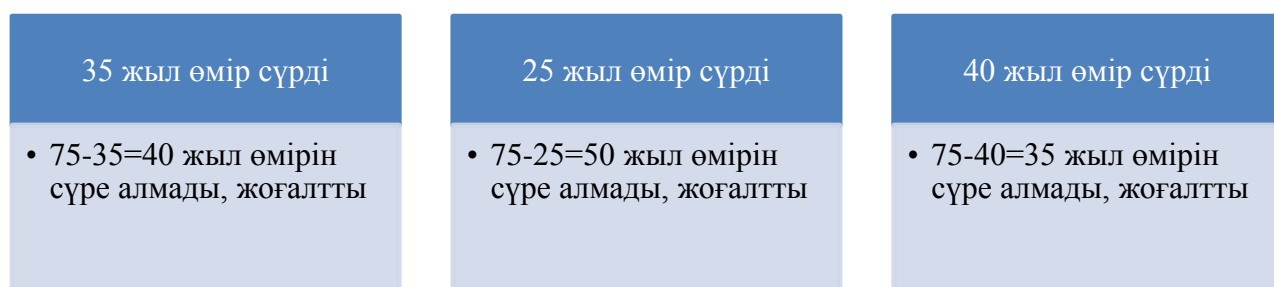 35 жыл өмір сүрді
• 75-35=40 жыл өмірін
сүре алмады, жоғалтты
25 жыл өмір сүрді
• 75-25=50 жыл өмірін
сүре алмады, жоғалтты
40 жыл өмір сүрді
• 75-40=35 жыл өмірін
сүре алмады, жоғалтты